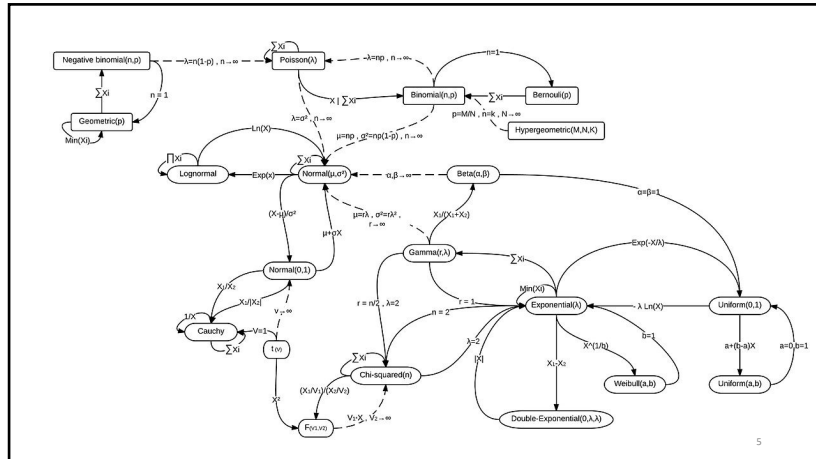 ∑Xi
Negative binomial(n,p)
λ=n(1-p) , n→∞
Poisson(λ)
λ=np , n→∞
n=1
∑Xi
n = 1
X | ∑Xi
Binomial(n,p)
∑Xi
Bernouli(p)
Geometric(p)
Min(Xi)
λ=σ² , n→∞
p=M/N , n=k , N→∞
Hypergeometric(M,N,K)
Ln(X)
μ=np , σ²=np(1-p) , n→∞
∏Xi
∑Xi
Lognormal
Exp(x)
Normal(μ,σ²)
α,β→∞
Beta(α,β)
α=β=1
(X-μ)/σ²
μ=rλ , σ²=rλ² ,
r→∞
X₁/(X₁+X₂)
μ+σX
Exp(-X/λ)
Gamma(r,λ)
∑Xi
Normal(0,1)
X₁/X₂
X₁/|X₂|
Min(Xi)
r = n/2 , λ=2
r = 1
1/X
n = 2
Exponential(λ)
- λ Ln(X)
Uniform(0,1)
Cauchy
V=1
∑Xi
t (V)
λ=2
|X|
b=1
X^(1/b)
a+(b-a)X
a=0,b=1
∑Xi
Chi-squared(n)
X₁-X₂
Weibull(a,b)
Uniform(a,b)
(X₁/V₁)/(X₂/V₂)
X²
F(V1,V2)
V₁·X , V₂→∞
Double-Exponential(0,λ,λ)
5